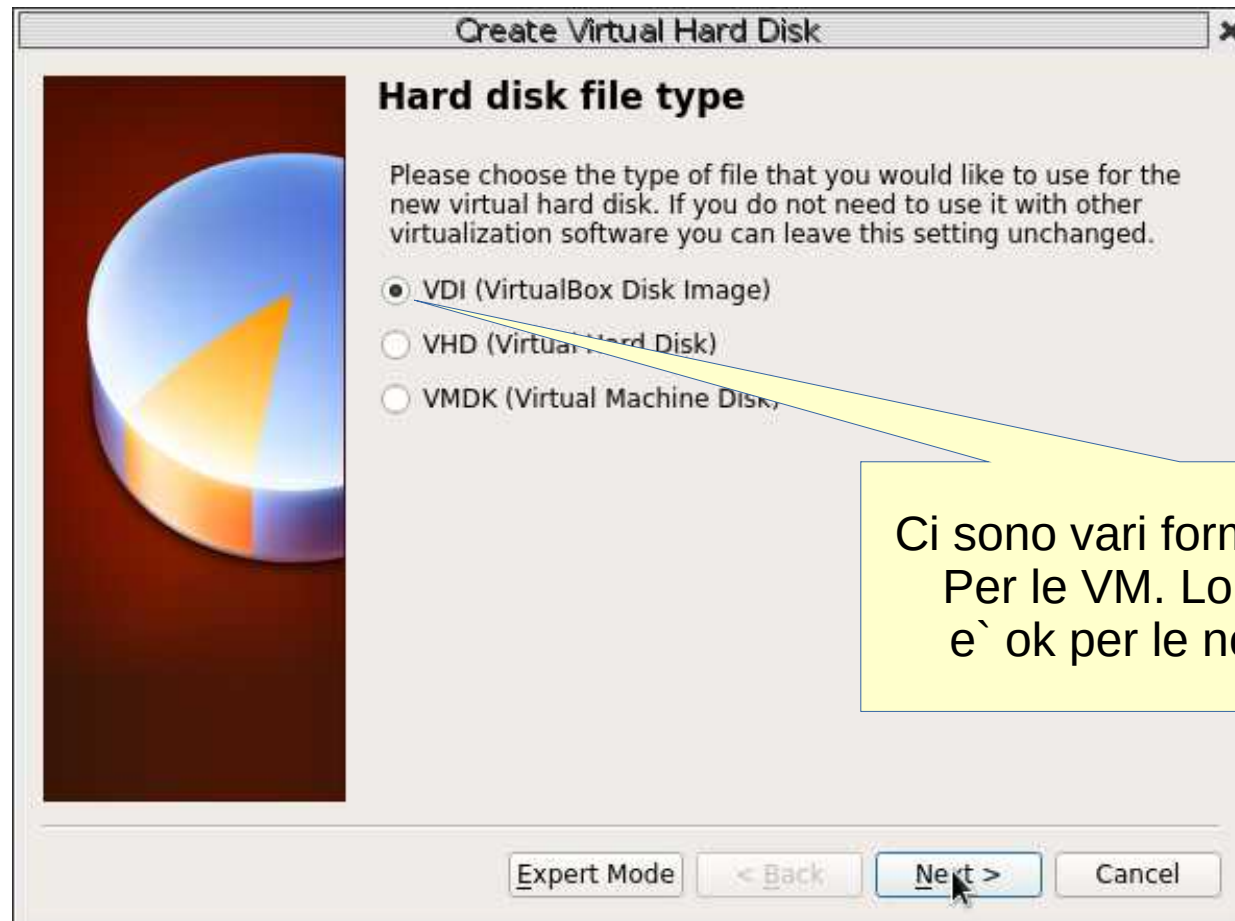 Create Virtual Hard Disk
Hard disk file type
Please choose the type of file that you would like to use for the
new virtual hard disk. If you do not need to use it with other
virtualization software you can leave this setting unchanged.
VDI (VirtualBox Disk Image)
VHD (Virtual Hard Disk)
VMDK (Virtual Machine Disk)
Ci sono vari
Per le VM. Lo
e` ok per le
Expert Mode
< Back
Next >
Cancel